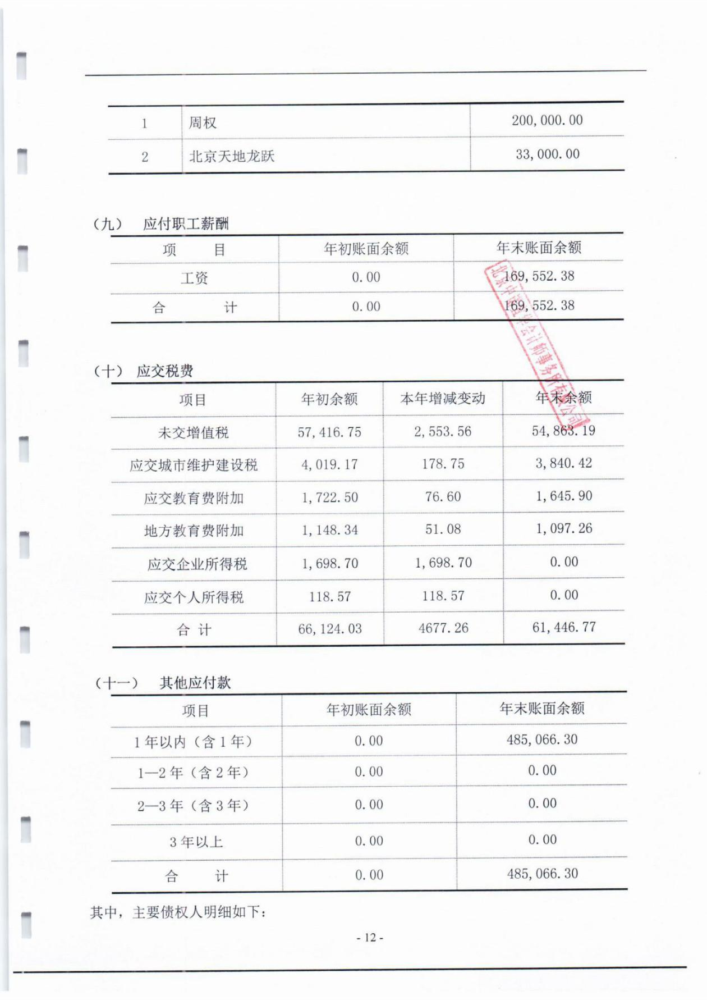 1 周权 200,000.00
2 北京天地龙跃 33,000.00
（九） 应付职工薪酬
项 目 年初账面余额 年末账面余额
工资 0.00 169,552.38
合 计 0.00 169,552.38
（十） 应交税费
项目 年初余额 本年增减变动 年末余额
未交增值税 57,416.75 2,553.56 54,863.19
应交城市维护建设税 4,019.17 178.75 3,840.42
应交教育费附加 1,722.50 76.60 1,645.90
地方教育费附加 1,148.34 51.08 1,097.26
应交企业所得税 1,698.70 1,698.70 0.00
应交个人所得税 118.57 118.57 0.00
合 计 66,124.03 4677.26 61,446.77
（十一） 其他应付款
项目 年初账面余额 年末账面余额
1年以内（含1年） 0.00 485,066.30
1—2年（含2年） 0.00 0.00
2—3年（含3年） 0.00 0.00
3年以上 0.00 0.00
合 计 0.00 485,066.30
其中，主要债权人明细如下：
- 12 -